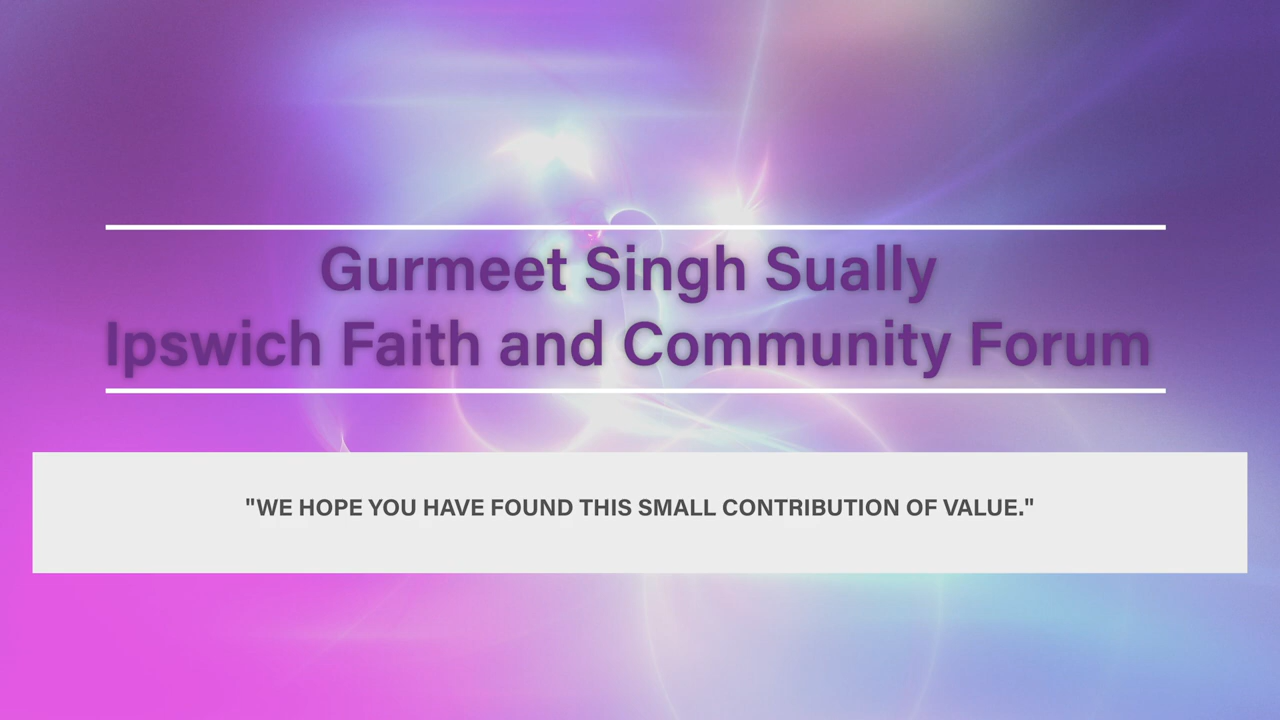 Gurmeet Singh Sually
Ipswich Faith and Community Forum
"WE HOPE YOU HAVE FOUND THIS SMALL CONTRIBUTION OF VALUE."